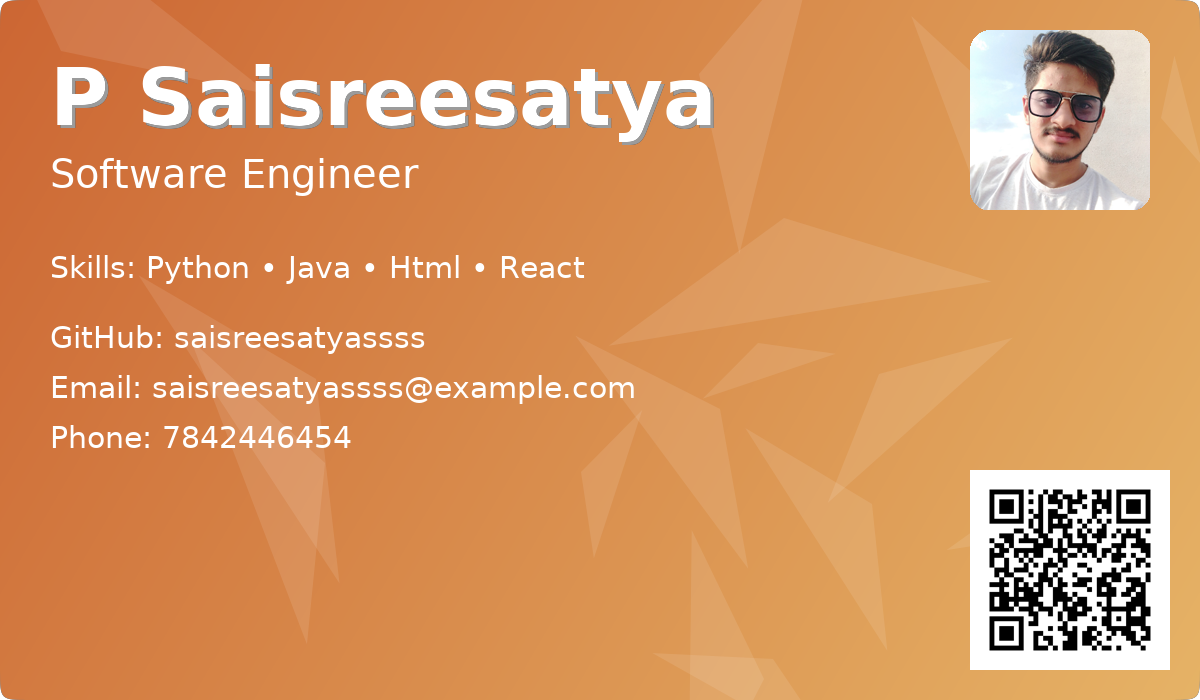 P Saisreesatya
Software Engineer
Skills: Python • Java • Html • React
GitHub: saisreesatyassss
Email: saisreesatyassss@example.com
Phone: 7842446454